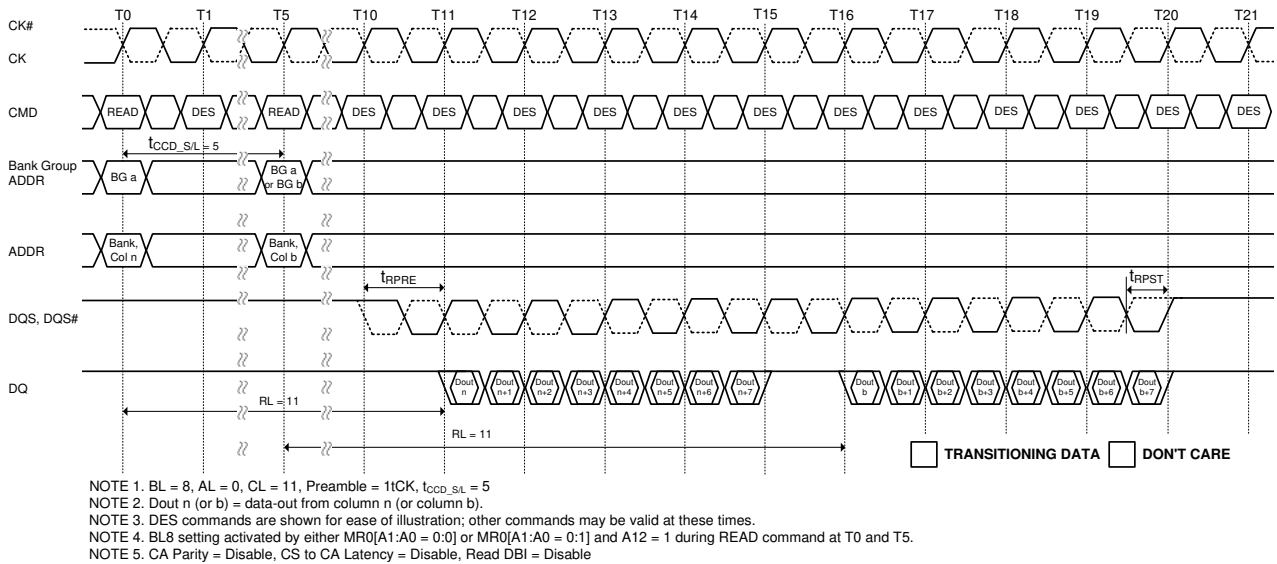 T0 T1 T5 T10 T11 T12 T13 T14 T15 T16 T17 T18 T19 T20 T21
CK#
CK
CMD READ DES READ DES DES DES DES DES DES DES DES DES DES DES DES
tCCD_S/L = 5
Bank Group
ADDR
BG a
BG a
or BG b
ADDR
Bank,
Col n
Bank,
Col b
tRPRE
tRPST
DQS, DQS#
DQ
Dout
n
Dout
n+1
Dout
n+2
Dout
n+3
Dout
n+4
Dout
n+5
Dout
n+6
Dout
n+7
Dout
b
Dout
b+1
Dout
b+2
Dout
b+3
Dout
b+4
Dout
b+5
Dout
b+6
Dout
b+7
RL = 11
RL = 11
TRANSITIONING DATA DON'T CARE
NOTE 1. BL = 8, AL = 0, CL = 11, Preamble = 1tCK, tCCD_S/L = 5
NOTE 2. Dout n (or b) = data-out from column n (or column b).
NOTE 3. DES commands are shown for ease of illustration; other commands may be valid at these times.
NOTE 4. BL8 setting activated by either MR0[A1:A0 = 0:0] or MR0[A1:A0 = 0:1] and A12 = 1 during READ command at T0 and T5.
NOTE 5. CA Parity = Disable, CS to CA Latency = Disable, Read DBI = Disable